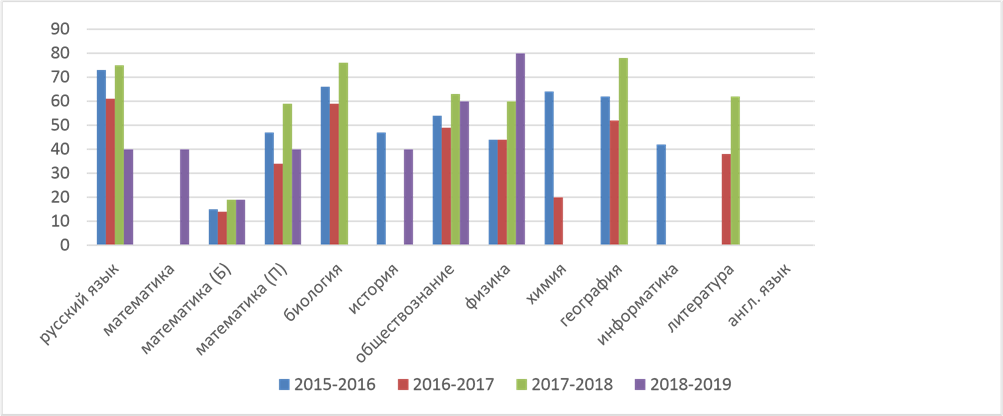 90
80
70
60
50
40
30
20
10
0
русский язык
математика
математика (Б)
математика (П)
биология
история
обществознание
физика
химия
география
информатика
литература
англ. язык
2015-2016 2016-2017 2017-2018 2018-2019